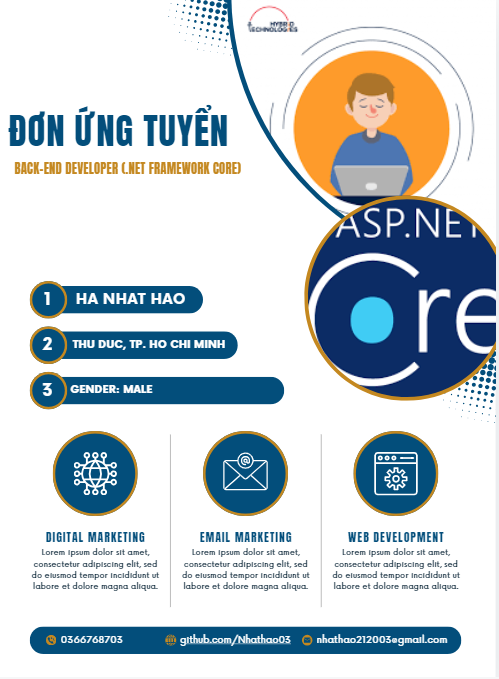 HYBRID
TECHNOLOGIES
ĐƠN ỨNG TUYỂN
BACK-END DEVELOPER (.NET FRAMEWORK CORE)
ASP.NET
Core
1 HA NHAT HAO
2 THU DUC, TP. HO CHI MINH
3 GENDER: MALE
DIGITAL MARKETING
Lorem ipsum dolor sit amet,
consectetur adipiscing elit, sed
do eiusmod tempor incididunt ut
labore et dolore magna aliqua.
EMAIL MARKETING
Lorem ipsum dolor sit amet,
consectetur adipiscing elit, sed
do eiusmod tempor incididunt ut
labore et dolore magna aliqua.
WEB DEVELOPMENT
Lorem ipsum dolor sit amet,
consectetur adipiscing elit, sed
do eiusmod tempor incididunt ut
labore et dolore magna aliqua.
0366768703 github.com/Nhathao03 nhathao212003@gmail.com